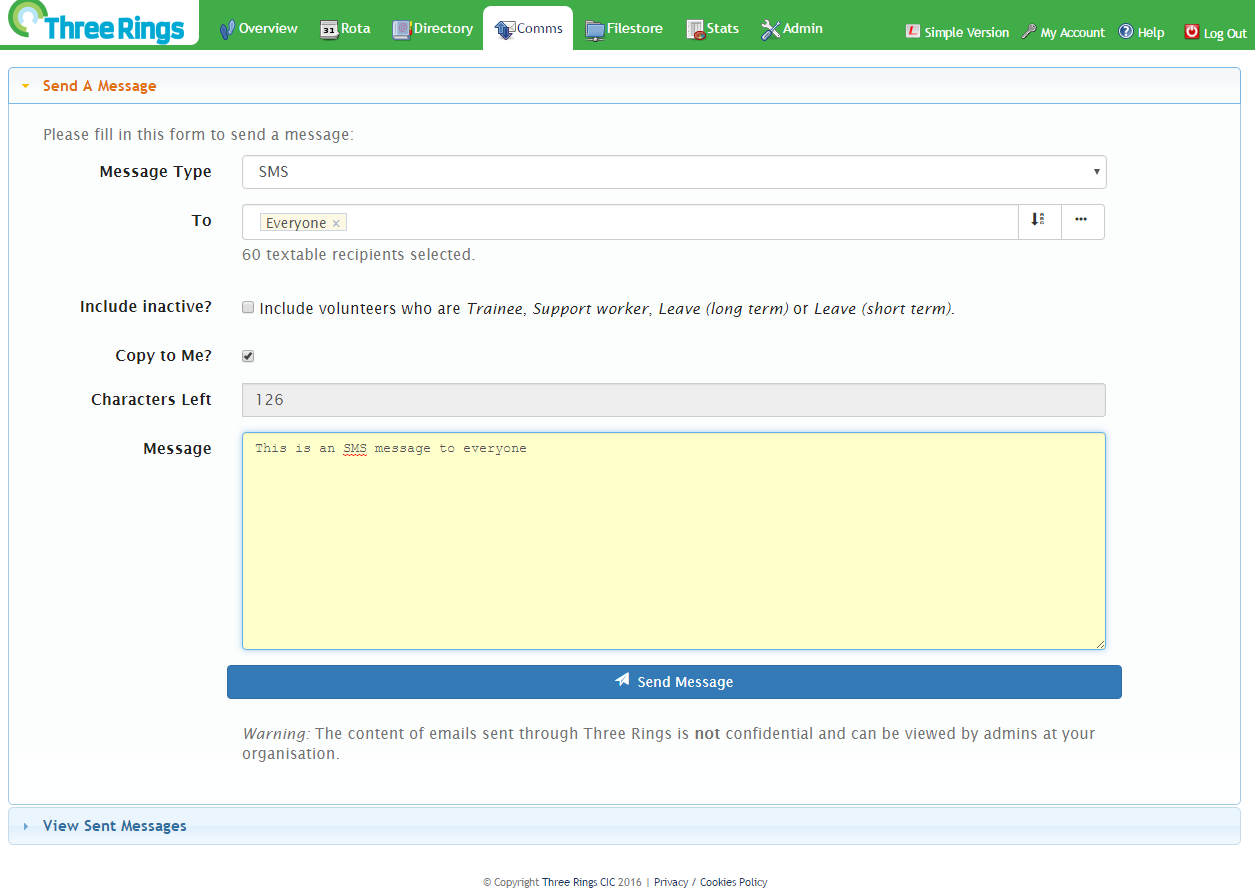 Three Rings
Overview
31 Rota
Directory
Comms
Filestore
Stats
Admin
L Simple Version
My Account
? Help
Log Out
Send A Message
Please fill in this form to send a message:
Message Type
SMS
To
Everyone ×
60 textable recipients selected.
Include inactive?
Include volunteers who are Trainee, Support worker, Leave (long term) or Leave (short term).
Copy to Me?
Characters Left
126
Message
This is an SMS message to everyone
Send Message
Warning: The content of emails sent through Three Rings is not confidential and can be viewed by admins at your
organisation.
View Sent Messages
© Copyright Three Rings CIC 2016 | Privacy / Cookies Policy